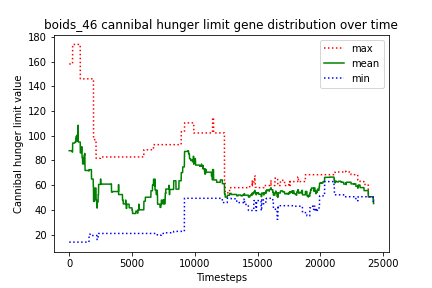 boids_46 cannibal hunger limit gene distribution over time
180
160
140
120
100
80
60
40
20
Cannibal hunger limit value
max
mean
min
0 5000 10000 15000 20000 25000
Timesteps